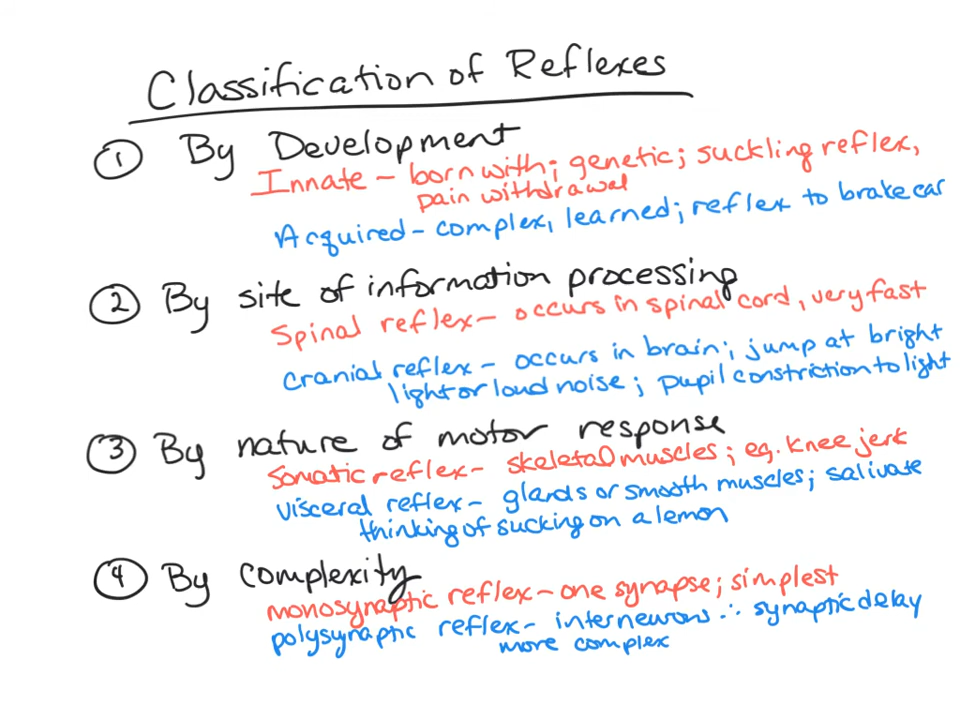 Classification of Reflexes
① By Development
Innate - born with; genetic; suckling reflex,
pain withdrawal
Acquired - complex, learned; reflex to brake car
② By site of information processing
Spinal reflex - occurs in spinal cord, very fast
cranial reflex - occurs in brain; jump at bright
light or loud noise; pupil constriction to light
③ By nature of motor response
Somatic reflex - skeletal muscles; eg. knee jerk
visceral reflex - glands or smooth muscles; salivate
thinking of sucking on a lemon
④ By complexity
monosynaptic reflex - one synapse; simplest
polysynaptic reflex - interneurons ∴ synaptic delay
more complex